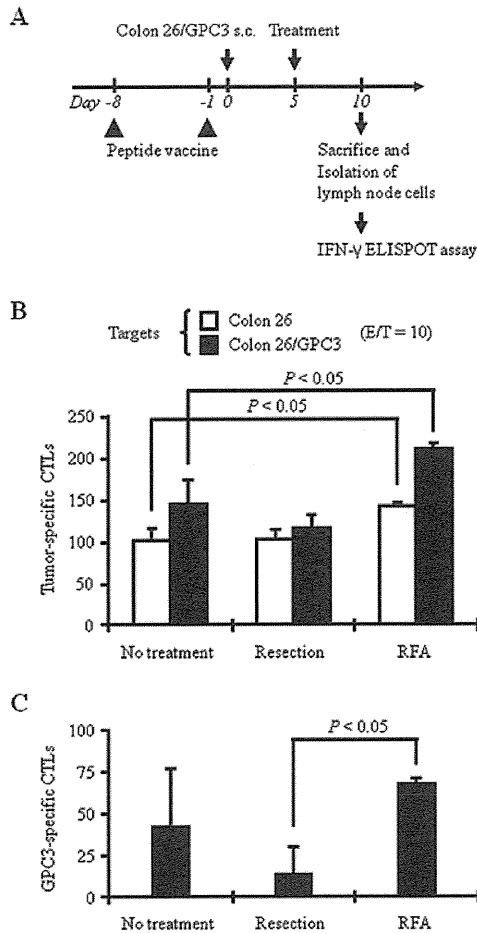 A
Colon 26/GPC3 s.c. Treatment
Day -8 -1 0 5 10
Peptide vaccine
Sacrifice and
Isolation of
lymph node cells
IFN-γ ELISPOT assay
B
Targets
Colon 26
Colon 26/GPC3
(E/T = 10)
P < 0.05
P < 0.05
Tumor-specific CTLs
250
200
150
100
50
0
No treatment Resection RFA
C
P < 0.05
GPC3-specific CTLs
100
75
50
25
0
No treatment Resection RFA